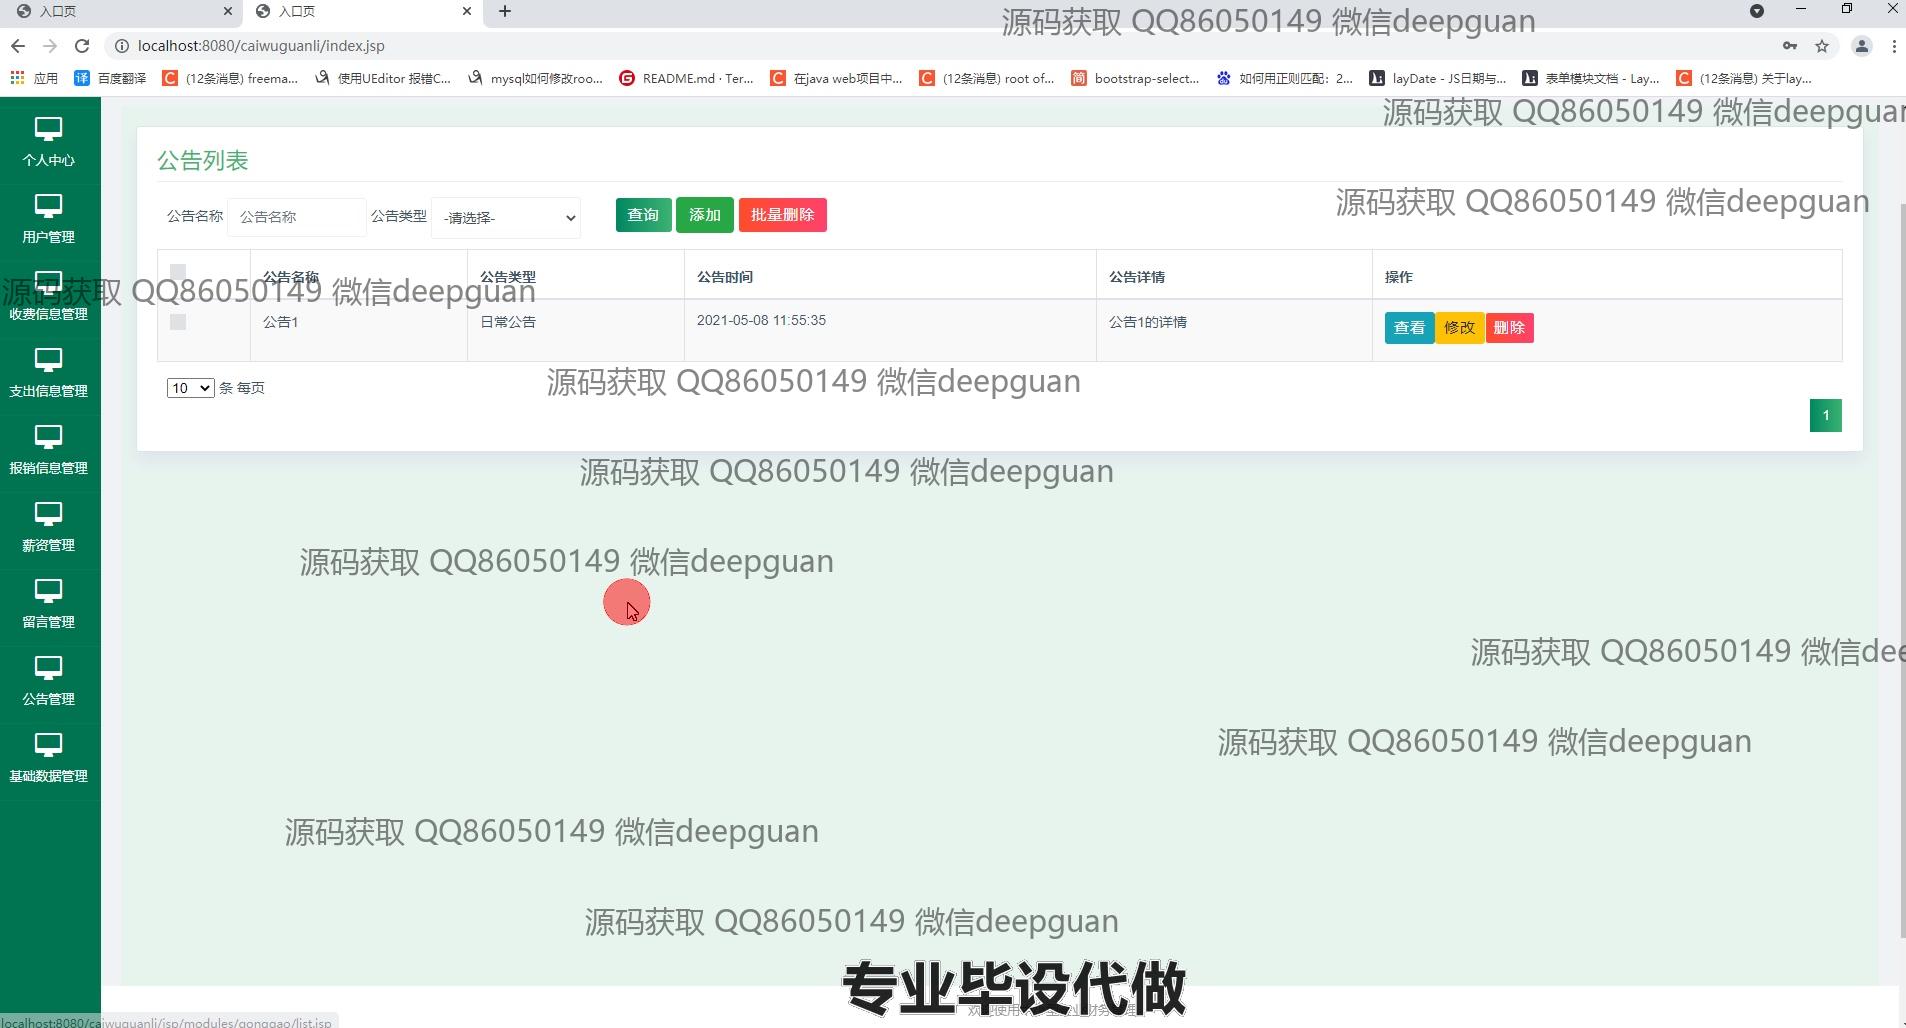 入口页
入口页
源码获取 QQ86050149 微信deepguan
localhost:8080/caiwuguanli/index.jsp
应用
百度翻译
(12条消息) freema...
使用UEditor 报错C...
mysql如何修改roo...
README.md · Ter...
在java web项目中...
(12条消息) root of...
bootstrap-select...
如何用正则匹配：2...
layDate - JS日期与...
表单模块文档 - Lay...
(12条消息) 关于lay...
源码获取 QQ86050149 微信deepguan
个人中心
用户管理
收费信息管理
支出信息管理
报销信息管理
薪资管理
留言管理
公告管理
基础数据管理
公告列表
源码获取 QQ86050149 微信deepguan
公告名称 公告名称 公告类型 -请选择- 查询 添加 批量删除
公告名称 公告类型 公告时间 公告详情 操作
源码获取 QQ86050149 微信deepguan
公告1 日常公告 2021-05-08 11:55:35 公告1的详情 查看 修改 删除
10 条 每页
源码获取 QQ86050149 微信deepguan
1
源码获取 QQ86050149 微信deepguan
源码获取 QQ86050149 微信deepguan
源码获取 QQ86050149 微信dee
源码获取 QQ86050149 微信deepguan
源码获取 QQ86050149 微信deepguan
源码获取 QQ86050149 微信deepguan
专业毕设代做
localhost:8080/caiwuguanli/jsp/modules/gonggao/list.jsp